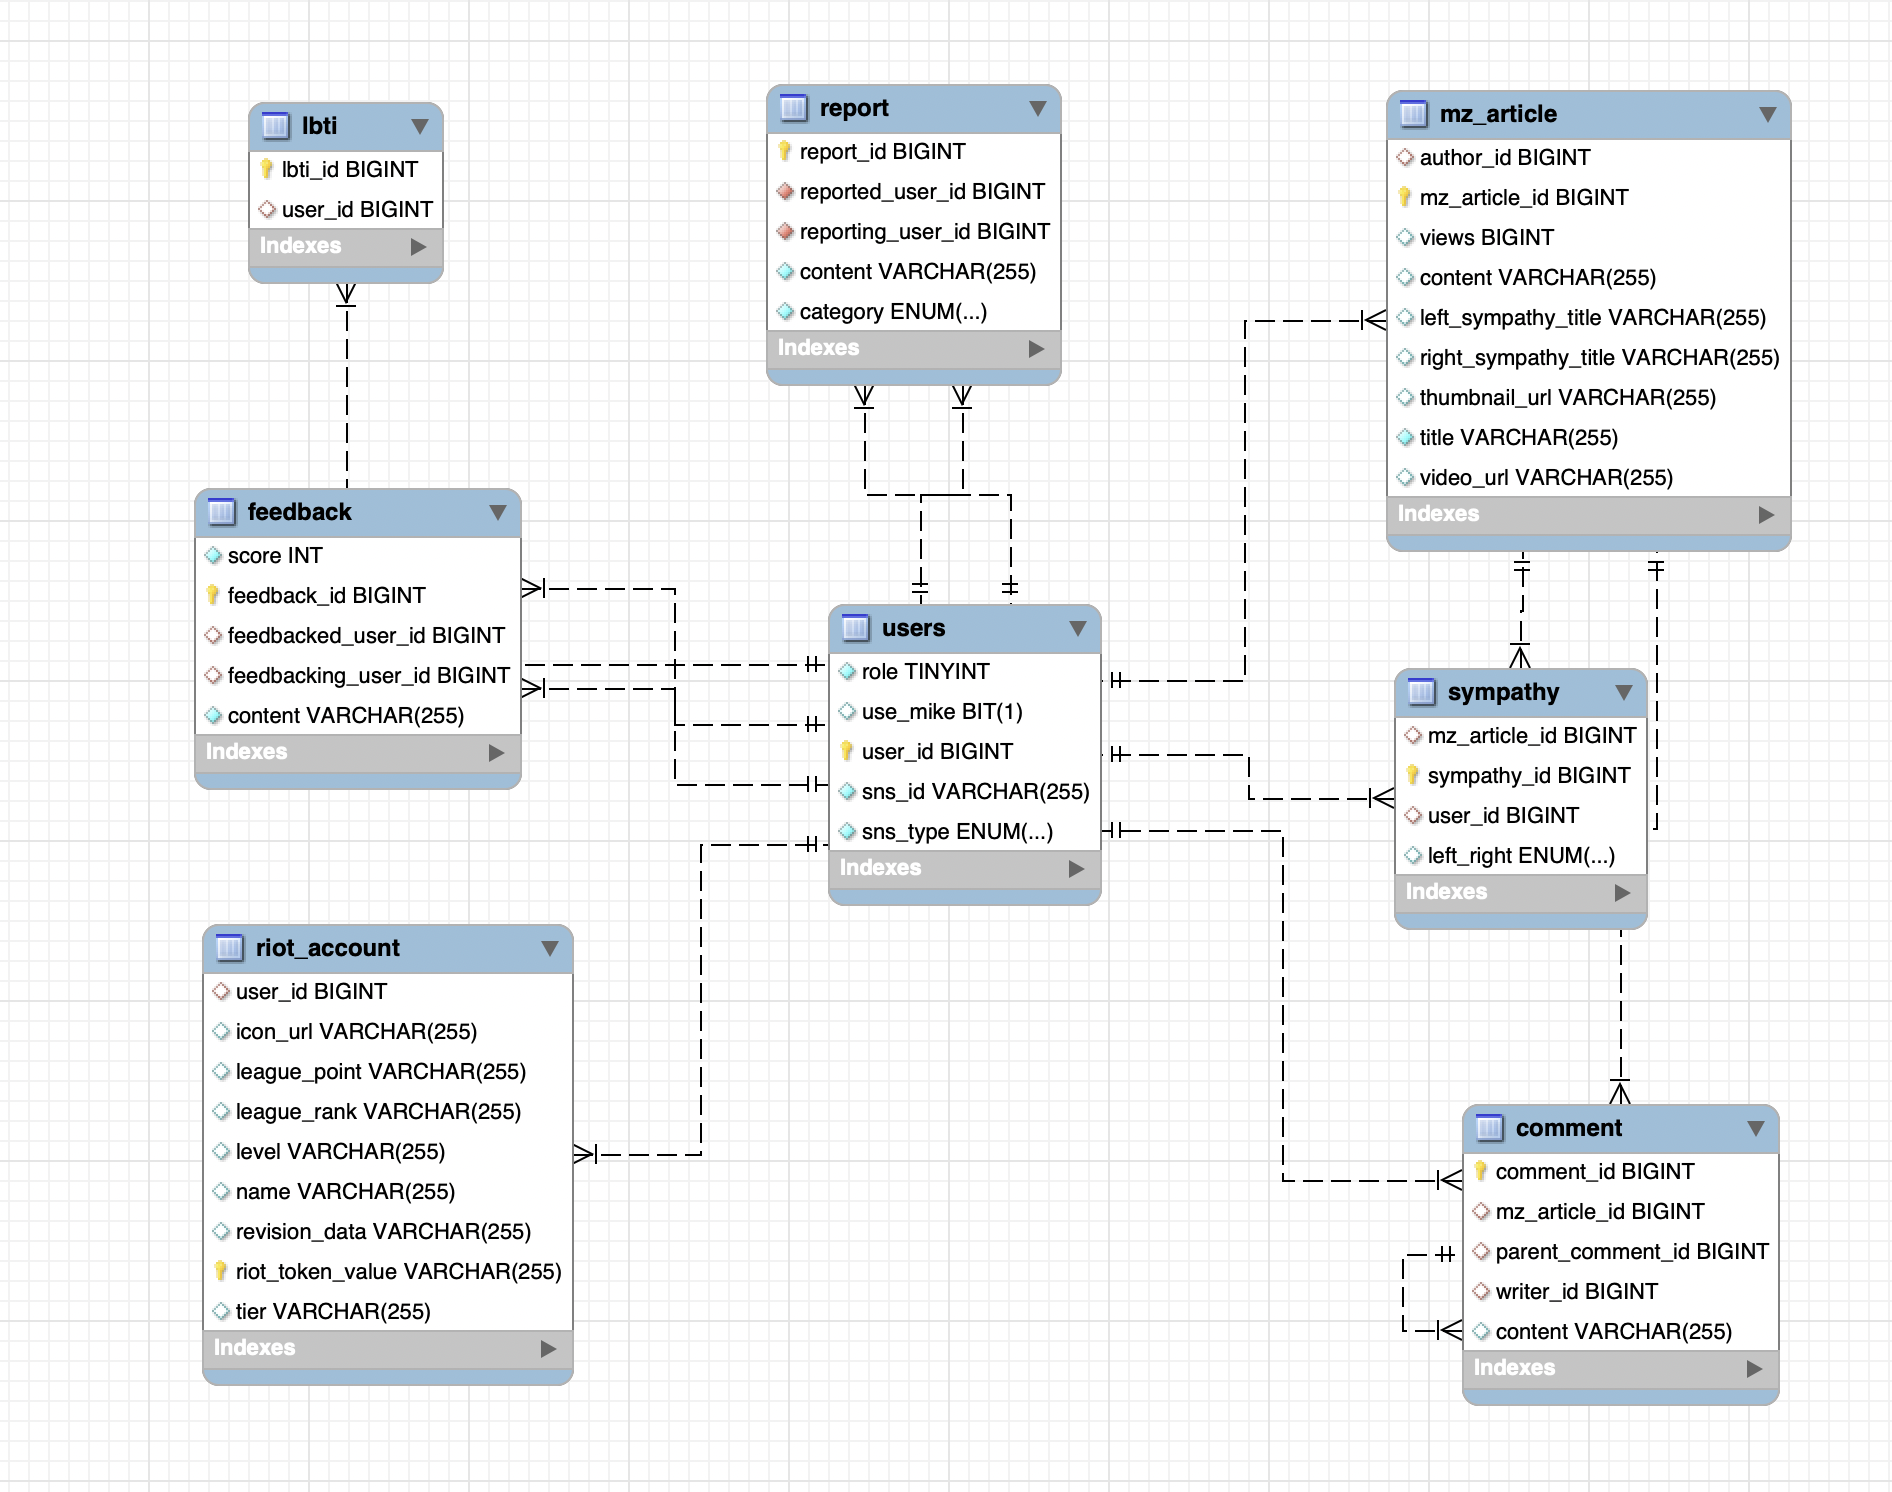 lbti
lbti_id BIGINT
user_id BIGINT
Indexes
report
report_id BIGINT
reported_user_id BIGINT
reporting_user_id BIGINT
content VARCHAR(255)
category ENUM(...)
Indexes
mz_article
author_id BIGINT
mz_article_id BIGINT
views BIGINT
content VARCHAR(255)
left_sympathy_title VARCHAR(255)
right_sympathy_title VARCHAR(255)
thumbnail_url VARCHAR(255)
title VARCHAR(255)
video_url VARCHAR(255)
Indexes
feedback
score INT
feedback_id BIGINT
feedbacked_user_id BIGINT
feedbacking_user_id BIGINT
content VARCHAR(255)
Indexes
users
role TINYINT
use_mike BIT(1)
user_id BIGINT
sns_id VARCHAR(255)
sns_type ENUM(...)
Indexes
sympathy
mz_article_id BIGINT
sympathy_id BIGINT
user_id BIGINT
left_right ENUM(...)
Indexes
riot_account
user_id BIGINT
icon_url VARCHAR(255)
league_point VARCHAR(255)
league_rank VARCHAR(255)
level VARCHAR(255)
name VARCHAR(255)
revision_data VARCHAR(255)
riot_token_value VARCHAR(255)
tier VARCHAR(255)
Indexes
comment
comment_id BIGINT
mz_article_id BIGINT
parent_comment_id BIGINT
writer_id BIGINT
content VARCHAR(255)
Indexes